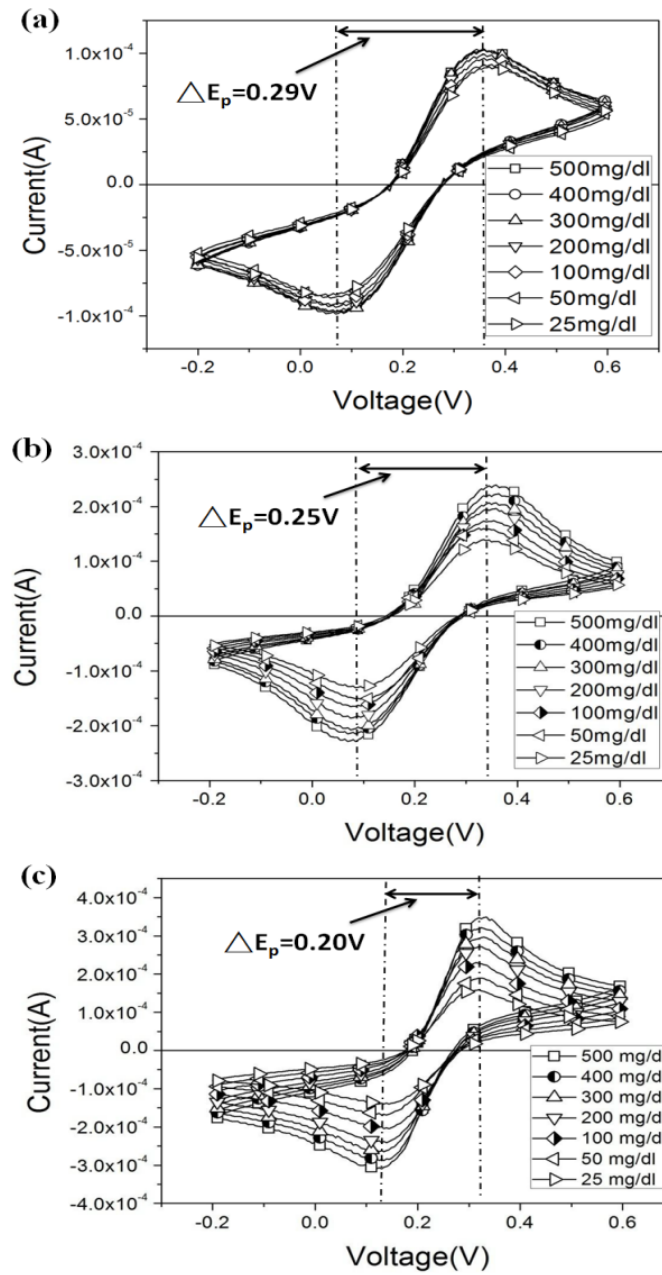 (a)
1.0x10⁻⁴
5.0x10⁻⁵
0.0
-5.0x10⁻⁵
-1.0x10⁻⁴
Current(A)
△Eₚ=0.29V
500mg/dl
400mg/dl
300mg/dl
200mg/dl
100mg/dl
50mg/dl
25mg/dl
-0.2 0.0 0.2 0.4 0.6
Voltage(V)
(b)
3.0x10⁻⁴
2.0x10⁻⁴
1.0x10⁻⁴
0.0
-1.0x10⁻⁴
-2.0x10⁻⁴
-3.0x10⁻⁴
Current(A)
△Eₚ=0.25V
500mg/dl
400mg/dl
300mg/dl
200mg/dl
100mg/dl
50mg/dl
25mg/dl
-0.2 0.0 0.2 0.4 0.6
Voltage(V)
(c)
4.0x10⁻⁴
3.0x10⁻⁴
2.0x10⁻⁴
1.0x10⁻⁴
0.0
-1.0x10⁻⁴
-2.0x10⁻⁴
-3.0x10⁻⁴
-4.0x10⁻⁴
Current(A)
△Eₚ=0.20V
500 mg/d
400 mg/d
300 mg/d
200 mg/d
100 mg/d
50 mg/d
25 mg/dl
-0.2 0.0 0.2 0.4 0.6
Voltage(V)